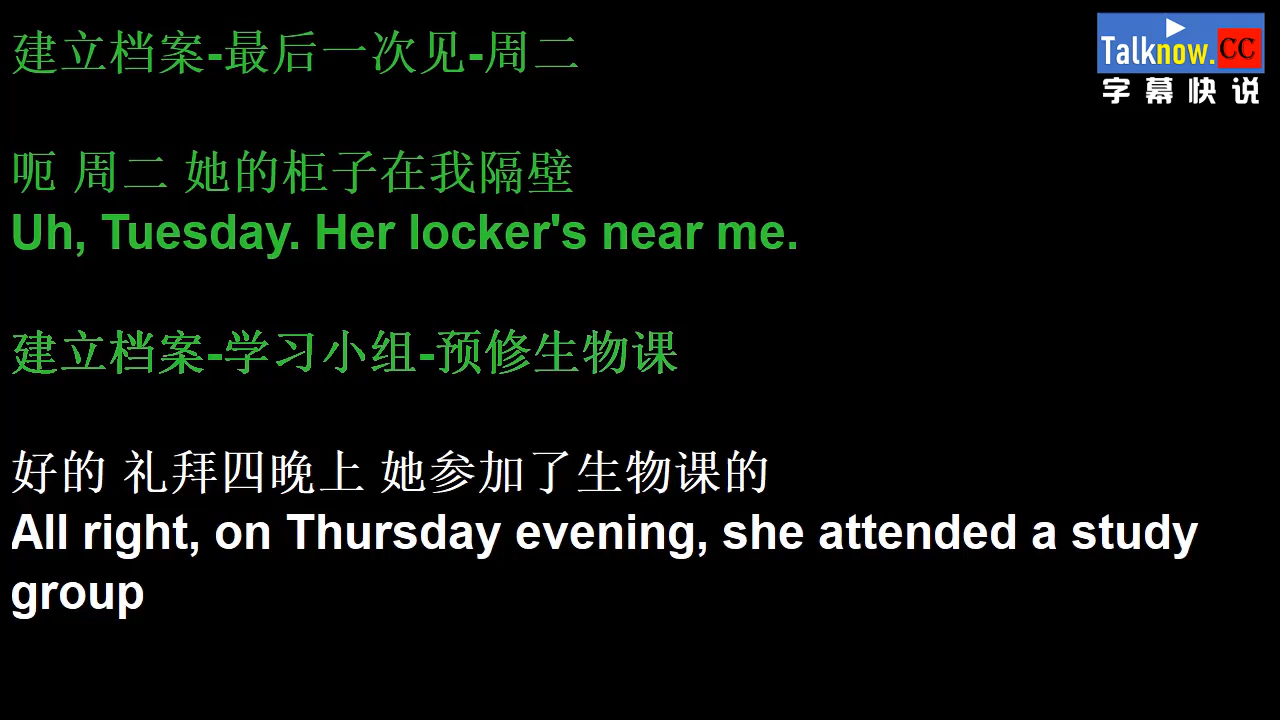 建立档案-最后一次见-周二
Talknow.CC
字幕快说
呃 周二 她的柜子在我隔壁
Uh, Tuesday. Her locker's near me.
建立档案-学习小组-预修生物课
好的 礼拜四晚上 她参加了生物课的
All right, on Thursday evening, she attended a study
group